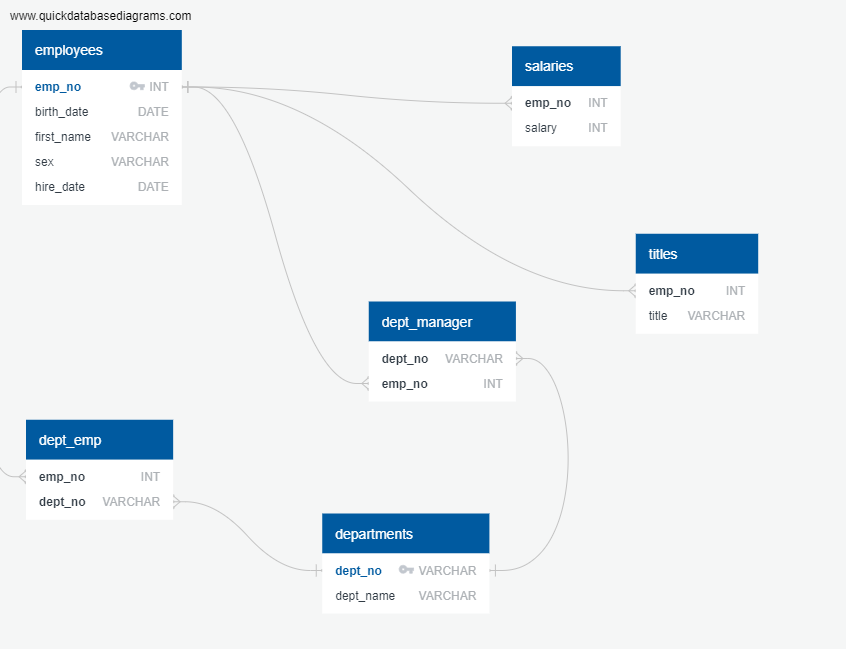 www.quickdatabasediagrams.com
employees
emp_no INT
birth_date DATE
first_name VARCHAR
sex VARCHAR
hire_date DATE
salaries
emp_no INT
salary INT
titles
emp_no INT
title VARCHAR
dept_manager
dept_no VARCHAR
emp_no INT
dept_emp
emp_no INT
dept_no VARCHAR
departments
dept_no VARCHAR
dept_name VARCHAR